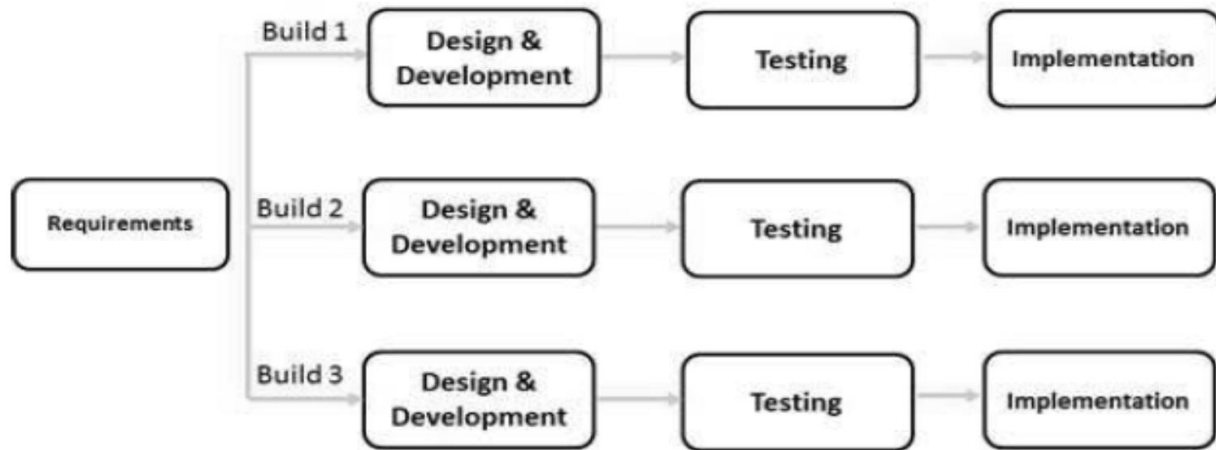 Build 1
Design &
Development
Testing
Implementation
Requirements
Build 2
Design &
Development
Testing
Implementation
Build 3
Design &
Development
Testing
Implementation